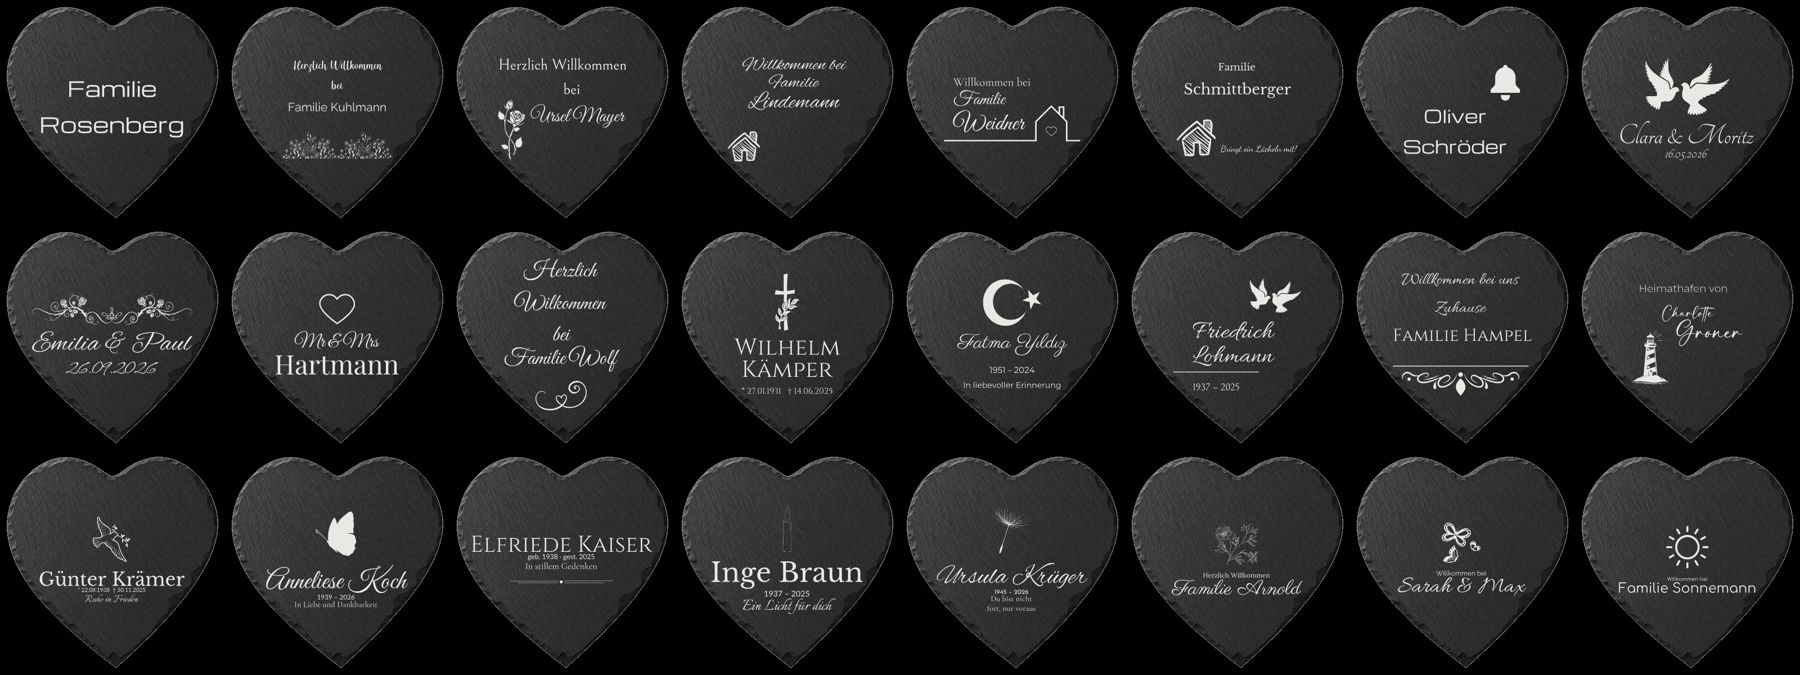 Familie
Rosenberg
Herzlich Willkommen
bei
Familie Kuhlmann
Herzlich Willkommen
bei
Ursel Mayer
Willkommen bei
Familie
Lindemann
Willkommen bei
Familie
Weidner
Familie
Schmittberger
Bringt ein Lächeln mit!
Oliver
Schröder
Clara & Moritz
16.05.2026
Emilia & Paul
26.09.2026
Mr & Mrs
Hartmann
Herzlich
Wilkommen
bei
Familie Wolf
WILHELM
KÄMPER
* 27.01.1931 † 14.06.2025
Fatma Yıldız
1951 – 2024
In liebevoller Erinnerung
Friedrich
Lohmann
1937 – 2025
Willkommen bei uns
Zuhause
FAMILIE HAMPEL
Heimathafen von
Charlotte
Groner
Günter Krämer
* 22.08.1938 † 30.11.2025
Ruhe in Frieden
Anneliese Koch
1939 – 2026
In Liebe und Dankbarkeit
ELFRIEDE KAISER
geb. 1938 · gest. 2025
In stillem Gedenken
Inge Braun
1937 – 2025
Ein Licht für dich
Ursula Krüger
1945 – 2026
Du bist nicht
fort, nur voraus
Herzlich Willkommen
Familie Arnold
Willkommen bei
Sarah & Max
Willkommen bei
Familie Sonnemann